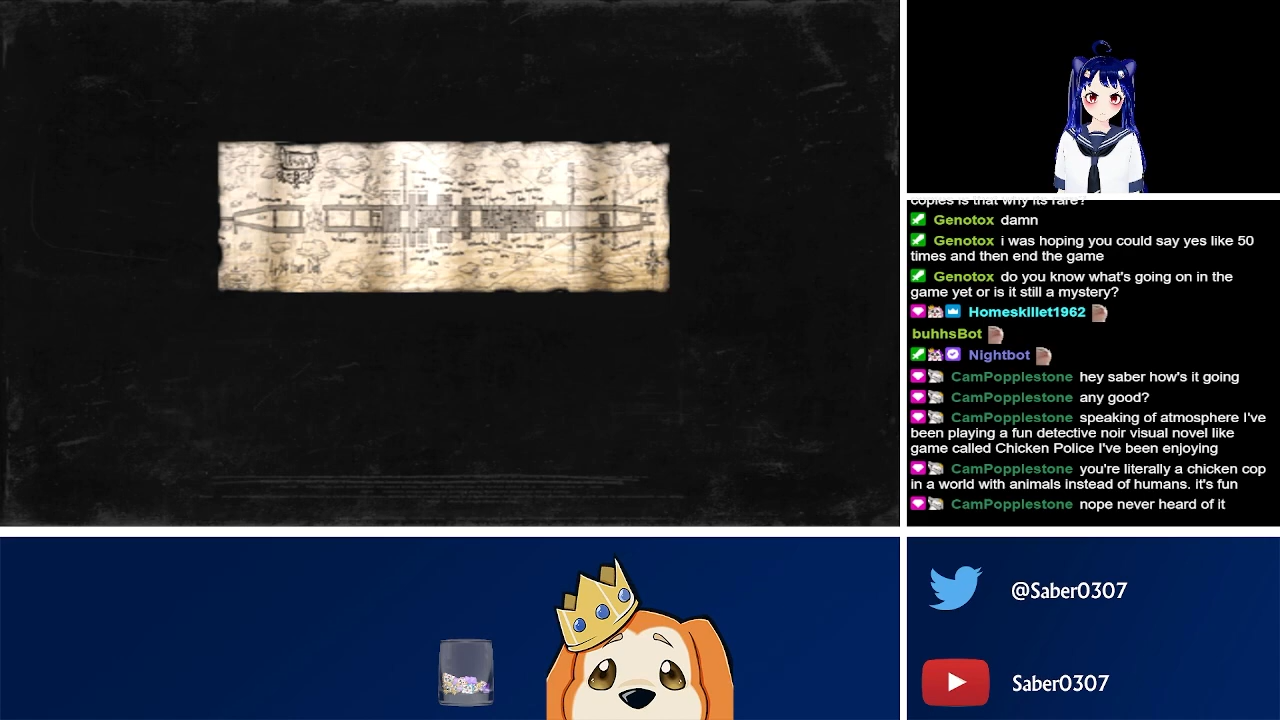 copies is that why its rare?
Genotox damn
Genotox i was hoping you could say yes like 50
times and then end the game
Genotox do you know what's going on in the
game yet or is it still a mystery?
Homeskillet1962
buhhsBot
Nightbot
CamPopplestone hey saber how's it going
CamPopplestone any good?
CamPopplestone speaking of atmosphere I've
been playing a fun detective noir visual novel like
game called Chicken Police I've been enjoying
CamPopplestone you're literally a chicken cop
in a world with animals instead of humans. it's fun
CamPopplestone nope never heard of it
@Saber0307
Saber0307